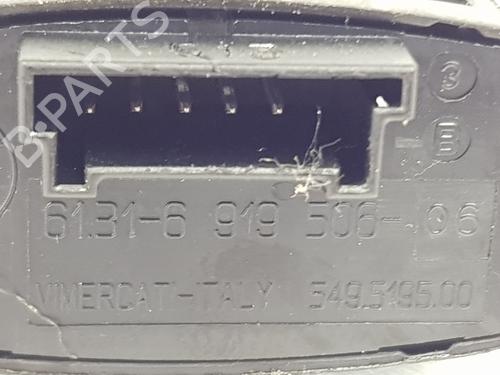 B-PARTS
61.31-6 919 506-06
VIMERCATI-ITALY 549.5195.00